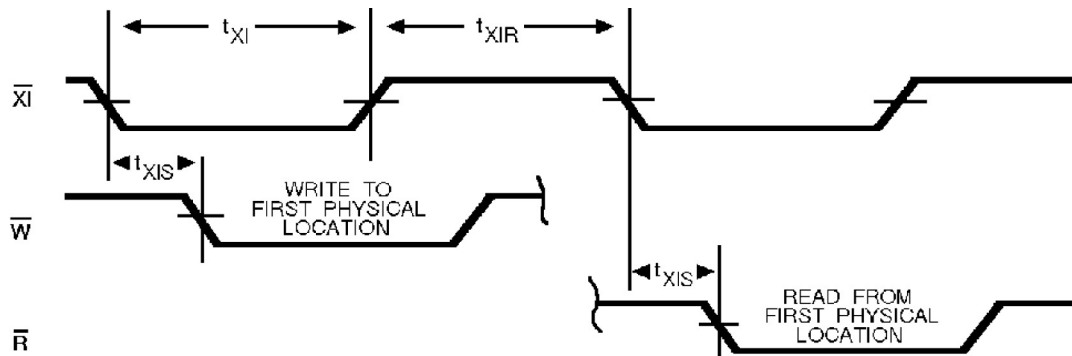 tXI
tXIR
XI
tXIS
WRITE TO
FIRST PHYSICAL
LOCATION
W
tXIS
READ FROM
FIRST PHYSICAL
LOCATION
R